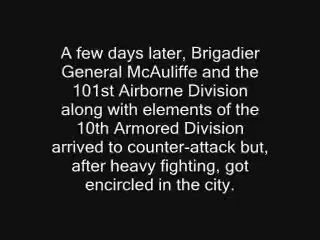 A few days later, Brigadier
General McAuliffe and the
101st Airborne Division
along with elements of the
10th Armored Division
arrived to counter-attack but,
after heavy fighting, got
encircled in the city.